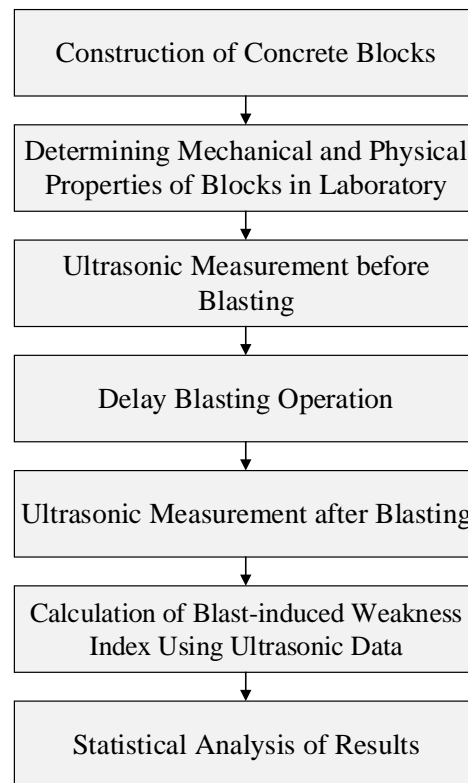 Construction of Concrete Blocks
Determining Mechanical and Physical
Properties of Blocks in Laboratory
Ultrasonic Measurement before
Blasting
Delay Blasting Operation
Ultrasonic Measurement after Blasting
Calculation of Blast-induced Weakness
Index Using Ultrasonic Data
Statistical Analysis of Results